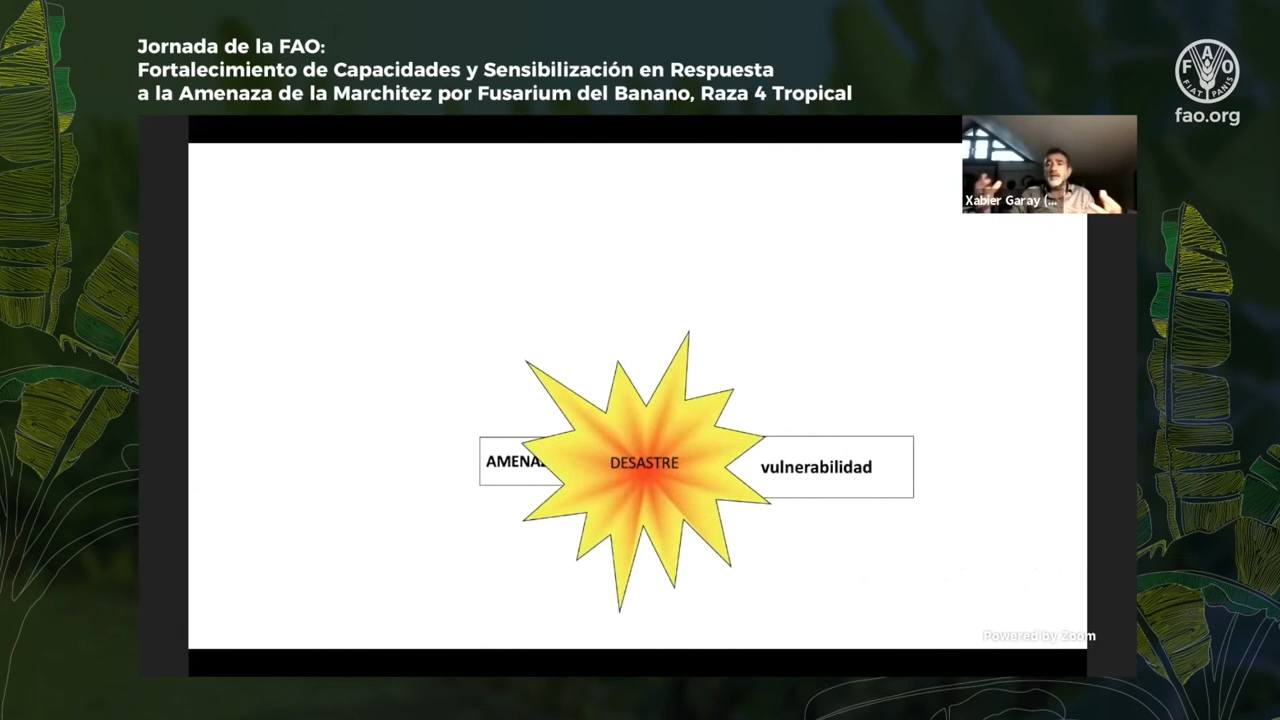 Jornada de la FAO:
Fortalecimiento de Capacidades y Sensibilización en Respuesta
a la Amenaza de la Marchitez por Fusarium del Banano, Raza 4 Tropical
F A O
FIAT PANIS
fao.org
Xabier Garay (...
AMENA
DESASTRE
vulnerabilidad
Powered by Zoom